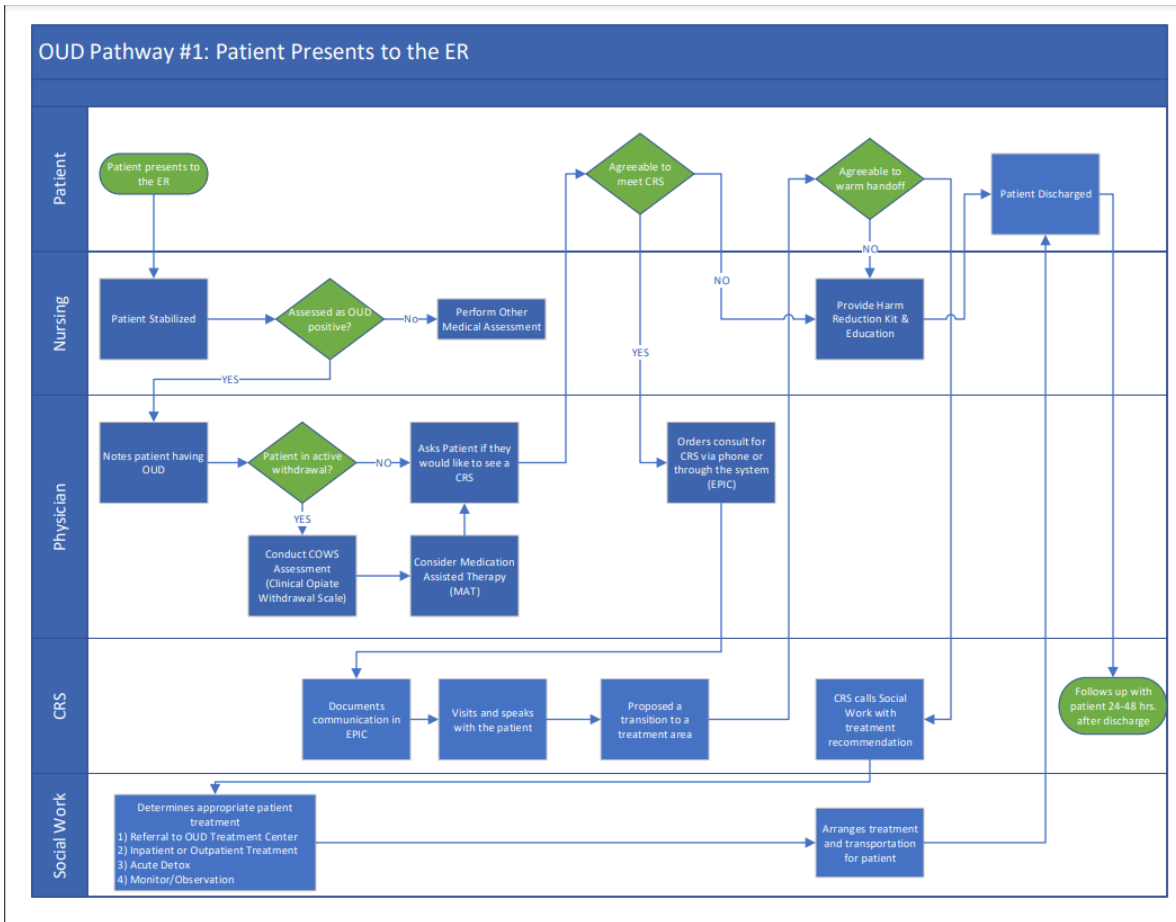 OUD Pathway #1: Patient Presents to the ER
Patient
Patient presents to
the ER
Agreeable to
meet CRS
Agreeable to
warm handoff
Patient Discharged
NO
Nursing
Patient Stabilized
Assessed as OUD
positive?
No
Perform Other
Medical Assessment
NO
Provide Harm
Reduction Kit &
Education
YES
YES
Physician
Notes patient having
OUD
Patient in active
withdrawal?
NO
Asks Patient if they
would like to see a
CRS
Orders consult for
CRS via phone or
through the system
(EPIC)
YES
Conduct COWS
Assessment
(Clinical Opiate
Withdrawal Scale)
Consider Medication
Assisted Therapy
(MAT)
CRS
Documents
communication in
EPIC
Visits and speaks
with the patient
Proposed a
transition to a
treatment area
CRS calls Social
Work with
treatment
recommendation
Follows up with
patient 24-48 hrs.
after discharge
Social Work
Determines appropriate patient
treatment
1) Referral to OUD Treatment Center
2) Inpatient or Outpatient Treatment
3) Acute Detox
4) Monitor/Observation
Arranges treatment
and transportation
for patient